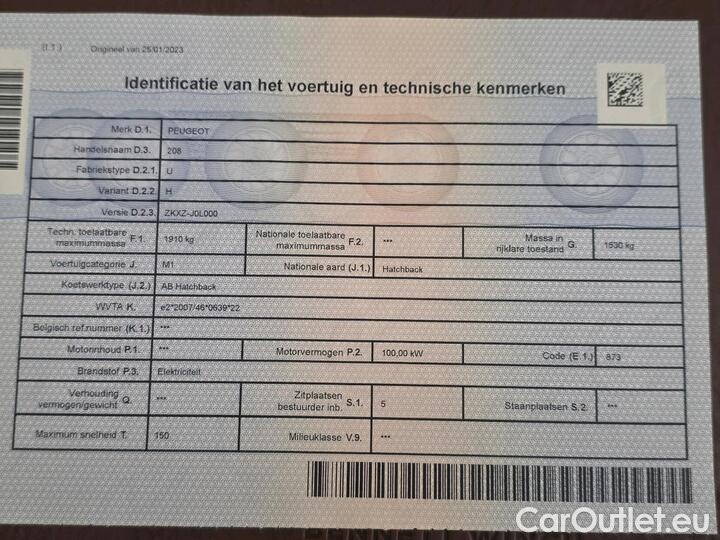 (I.1.) Origineel van 25/01/2023
Identificatie van het voertuig en technische kenmerken
Merk D.1. PEUGEOT
Handelsnaam D.3. 208
Fabriekstype D.2.1. U
Variant D.2.2. H
Versie D.2.3. ZKXZ-J0L000
Techn. toelaatbare maximummassa F.1. 1910 kg Nationale toelaatbare maximummassa F.2. *** Massa in rijklare toestand G. 1530 kg
Voertuigcategorie J. M1 Nationale aard (J.1.) Hatchback
Koetswerktype (J.2.) AB Hatchback
WVTA K. e2*2007/46*0639*22
Belgisch ref.nummer (K.1.) ***
Motorinhoud P.1. *** Motorvermogen P.2. 100,00 kW Code (E.1.) 873
Brandstof P.3. Elektriciteit
Verhouding vermogen/gewicht Q. *** Zitplaatsen bestuurder inb. S.1. 5 Staanplaatsen S.2. ***
Maximum snelheid T. 150 Milieuklasse V.9. ***
CarOutlet.eu